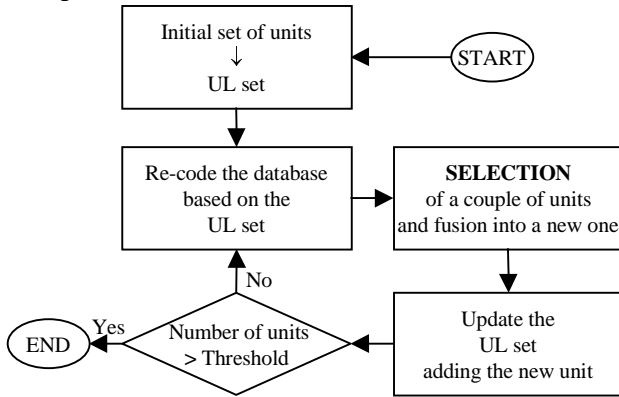 Initial set of units
↓
UL set
START
Re-code the database
based on the
UL set
SELECTION
of a couple of units
and fusion into a new one
No
Yes
END
Number of units
> Threshold
Update the
UL set
adding the new unit